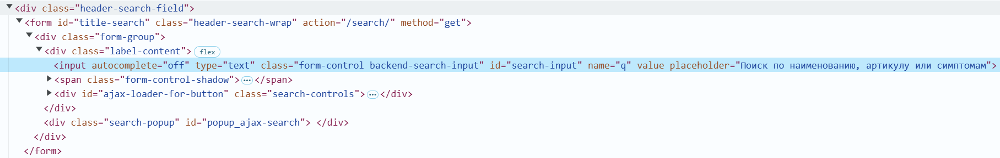 <div class="header-search-field">
<form id="title-search" class="header-search-wrap" action="/search/" method="get">
<div class="form-group">
<div class="label-content"> flex
<input autocomplete="off" type="text" class="form-control backend-search-input" id="search-input" name="q" value placeholder="Поиск по наименованию, артикулу или симптомам">
<span class="form-control-shadow"> ••• </span>
<div id="ajax-loader-for-button" class="search-controls"> ••• </div>
</div>
<div class="search-popup" id="popup_ajax-search"> </div>
</div>
</form>